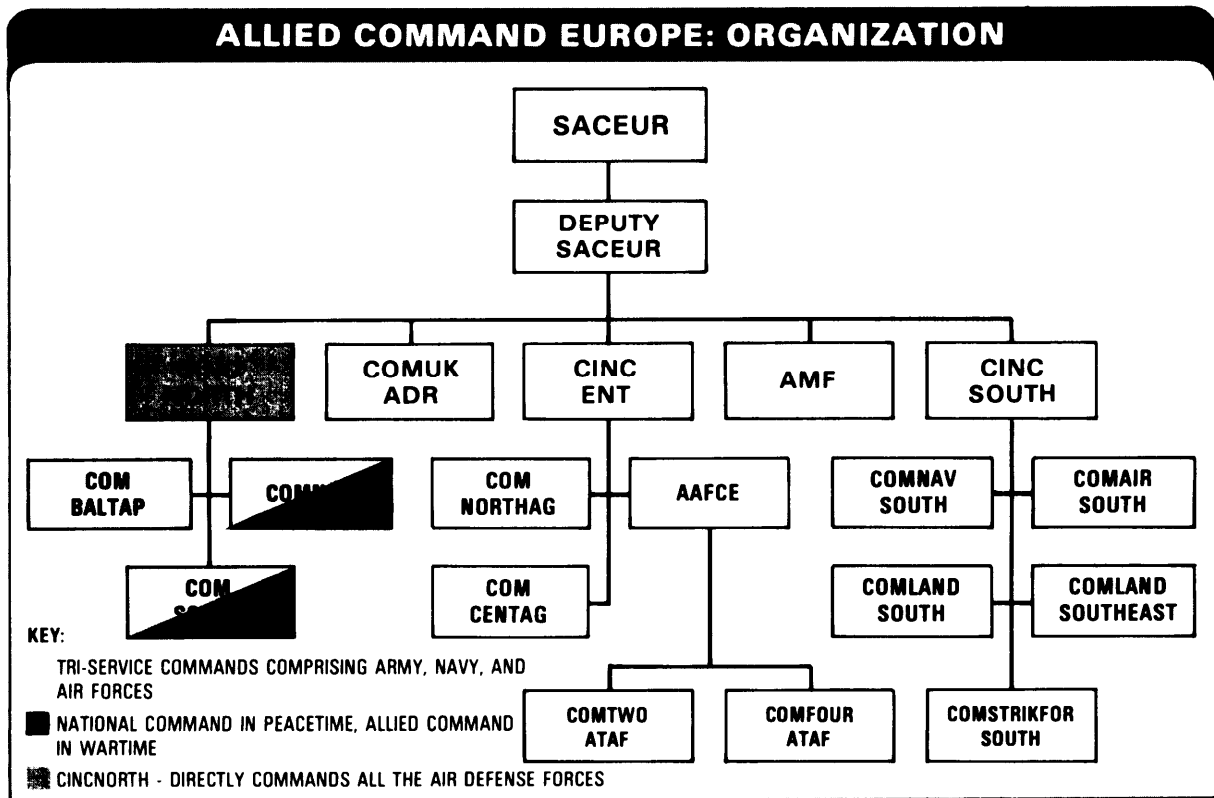 ALLIED COMMAND EUROPE: ORGANIZATION
SACEUR
DEPUTY
SACEUR
COMUK
ADR
CINC
ENT
AMF
CINC
SOUTH
COM
BALTAP
COM
NORTHAG
AAFCE
COMNAV
SOUTH
COMAIR
SOUTH
COM
COM
CENTAG
COMLAND
SOUTH
COMLAND
SOUTHEAST
COMTWO
ATAF
COMFOUR
ATAF
COMSTRIKFOR
SOUTH
KEY:
TRI-SERVICE COMMANDS COMPRISING ARMY, NAVY, AND
AIR FORCES
NATIONAL COMMAND IN PEACETIME, ALLIED COMMAND
IN WARTIME
CINCNORTH - DIRECTLY COMMANDS ALL THE AIR DEFENSE FORCES